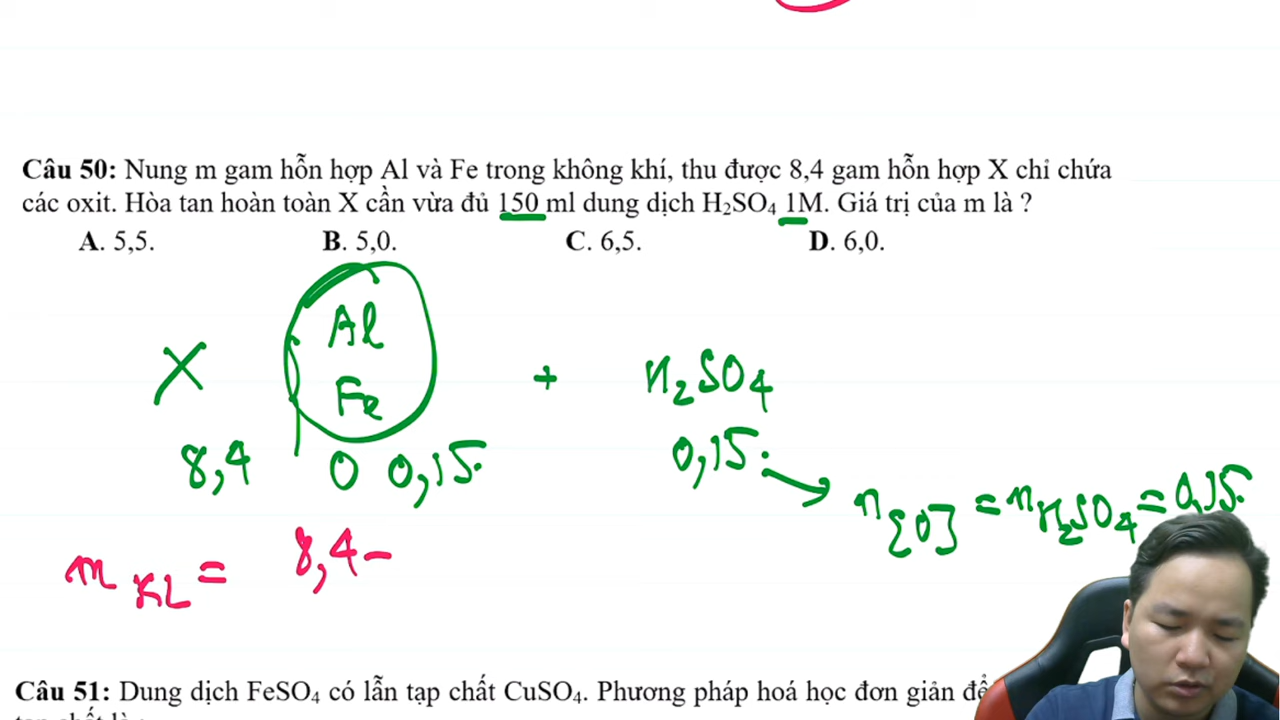 Câu 50: Nung m gam hỗn hợp Al và Fe trong không khí, thu được 8,4 gam hỗn hợp X chỉ chứa
các oxit. Hòa tan hoàn toàn X cần vừa đủ 150 ml dung dịch H₂SO₄ 1M. Giá trị của m là ?
A. 5,5. B. 5,0. C. 6,5. D. 6,0.
Al
X Fe + H₂SO₄
8,4 O 0,15 0,15
n[O] = nH₂SO₄ = 0,15
m KL = 8,4 –
Câu 51: Dung dịch FeSO₄ có lẫn tạp chất CuSO₄. Phương pháp hoá học đơn giản để